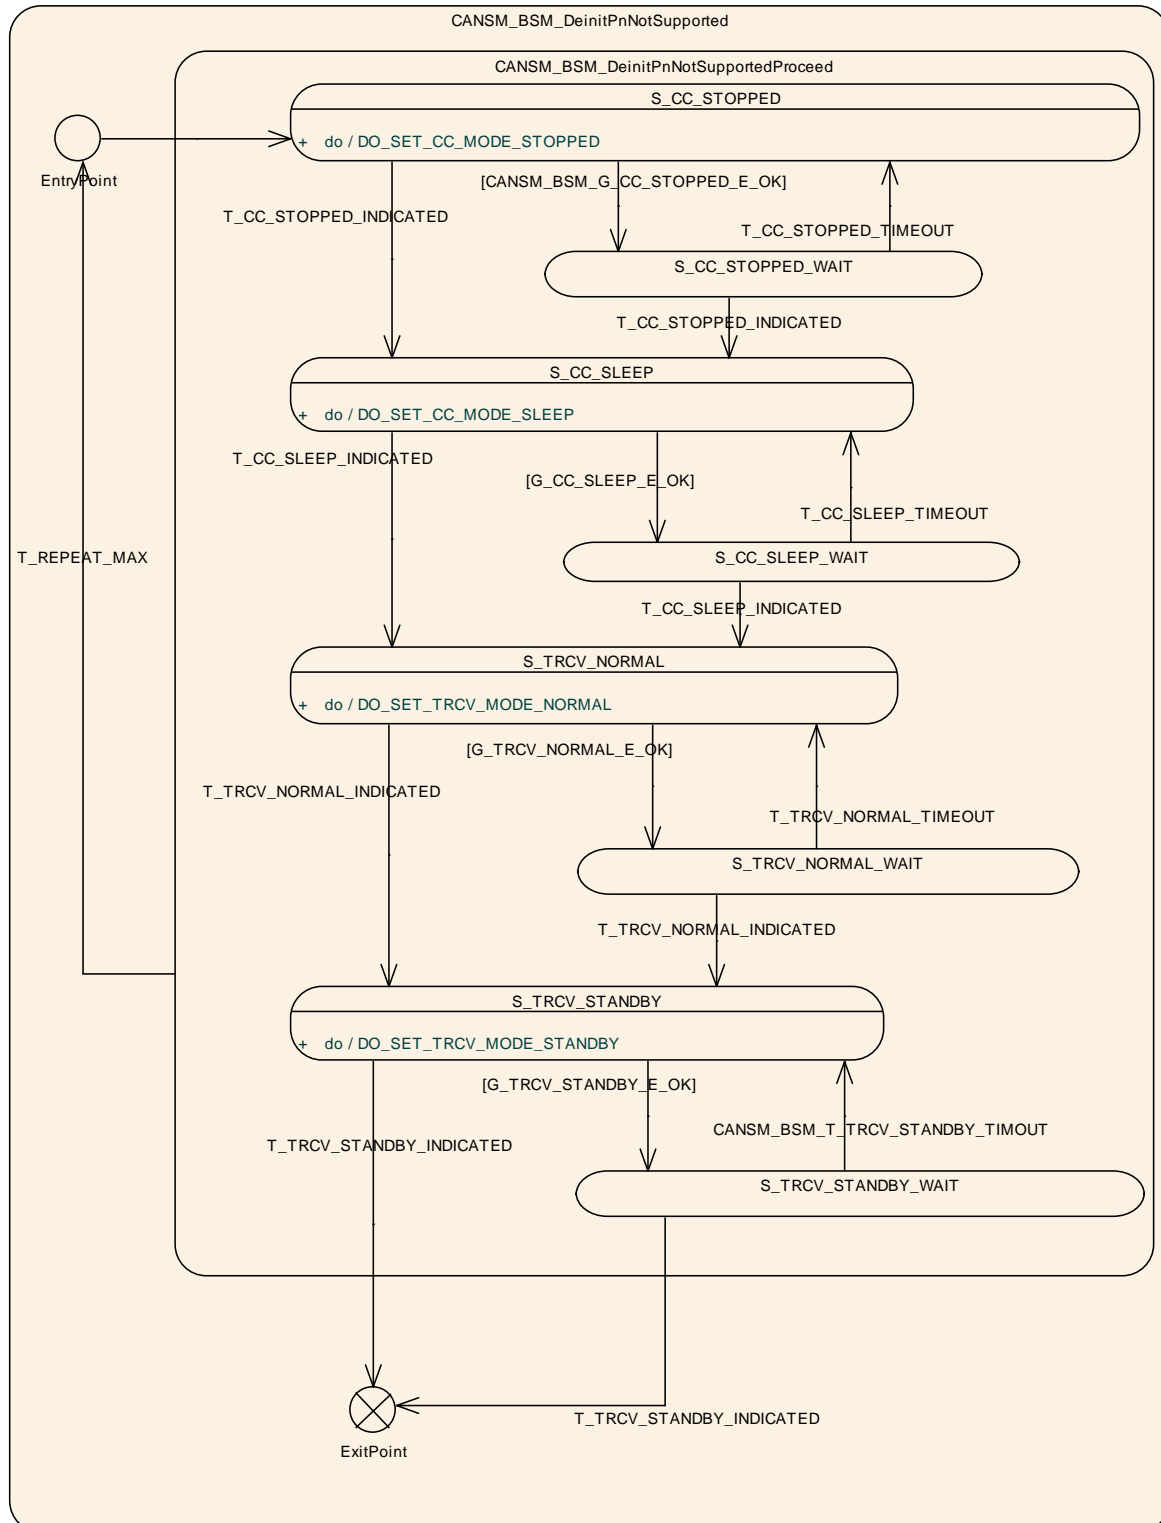 CANSM_BSM_DeinitPnNotSupported
CANSM_BSM_DeinitPnNotSupportedProceed
S_CC_STOPPED
+ do / DO_SET_CC_MODE_STOPPED
EntryPoint
[CANSM_BSM_G_CC_STOPPED_E_OK]
T_CC_STOPPED_INDICATED
T_CC_STOPPED_TIMEOUT
S_CC_STOPPED_WAIT
T_CC_STOPPED_INDICATED
S_CC_SLEEP
+ do / DO_SET_CC_MODE_SLEEP
T_CC_SLEEP_INDICATED
[G_CC_SLEEP_E_OK]
T_CC_SLEEP_TIMEOUT
T_REPEAT_MAX
S_CC_SLEEP_WAIT
T_CC_SLEEP_INDICATED
S_TRCV_NORMAL
+ do / DO_SET_TRCV_MODE_NORMAL
[G_TRCV_NORMAL_E_OK]
T_TRCV_NORMAL_INDICATED
T_TRCV_NORMAL_TIMEOUT
S_TRCV_NORMAL_WAIT
T_TRCV_NORMAL_INDICATED
S_TRCV_STANDBY
+ do / DO_SET_TRCV_MODE_STANDBY
[G_TRCV_STANDBY_E_OK]
CANSM_BSM_T_TRCV_STANDBY_TIMOUT
T_TRCV_STANDBY_INDICATED
S_TRCV_STANDBY_WAIT
T_TRCV_STANDBY_INDICATED
ExitPoint